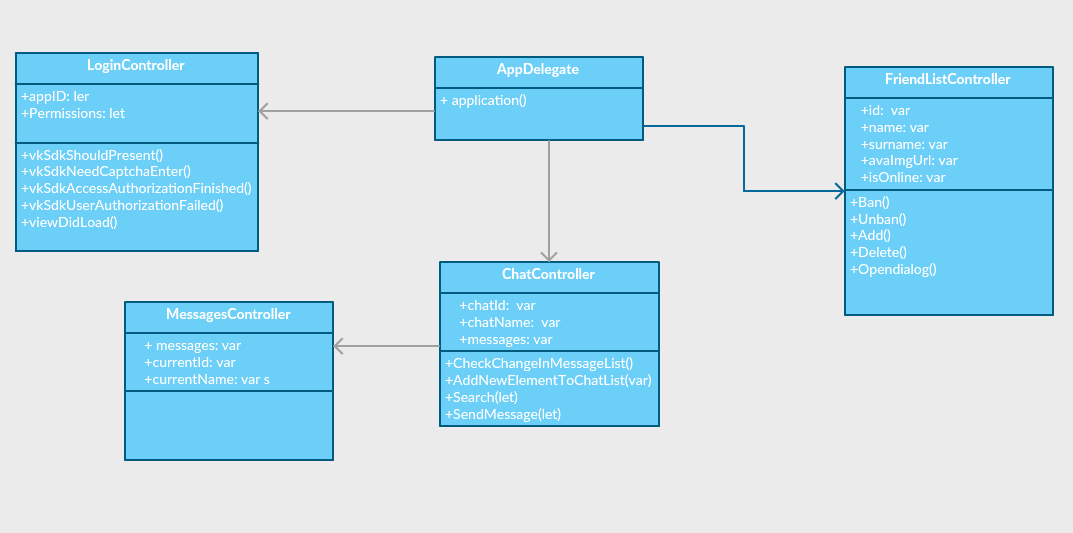 LoginController
+appID: ler
+Permissions: let
+vkSdkShouldPresent()
+vkSdkNeedCaptchaEnter()
+vkSdkAccessAuthorizationFinished()
+vkSdkUserAuthorizationFailed()
+viewDidLoad()
AppDelegate
+ application()
FriendListController
+id:  var
+name: var
+surname: var
+avaImgUrl: var
+isOnline: var
+Ban()
+Unban()
+Add()
+Delete()
+Opendialog()
ChatController
+chatId:  var
+chatName:  var
+messages: var
+CheckChangeInMessageList()
+AddNewElementToChatList(var)
+Search(let)
+SendMessage(let)
MessagesController
+ messages: var
+currentId: var
+currentName: var s